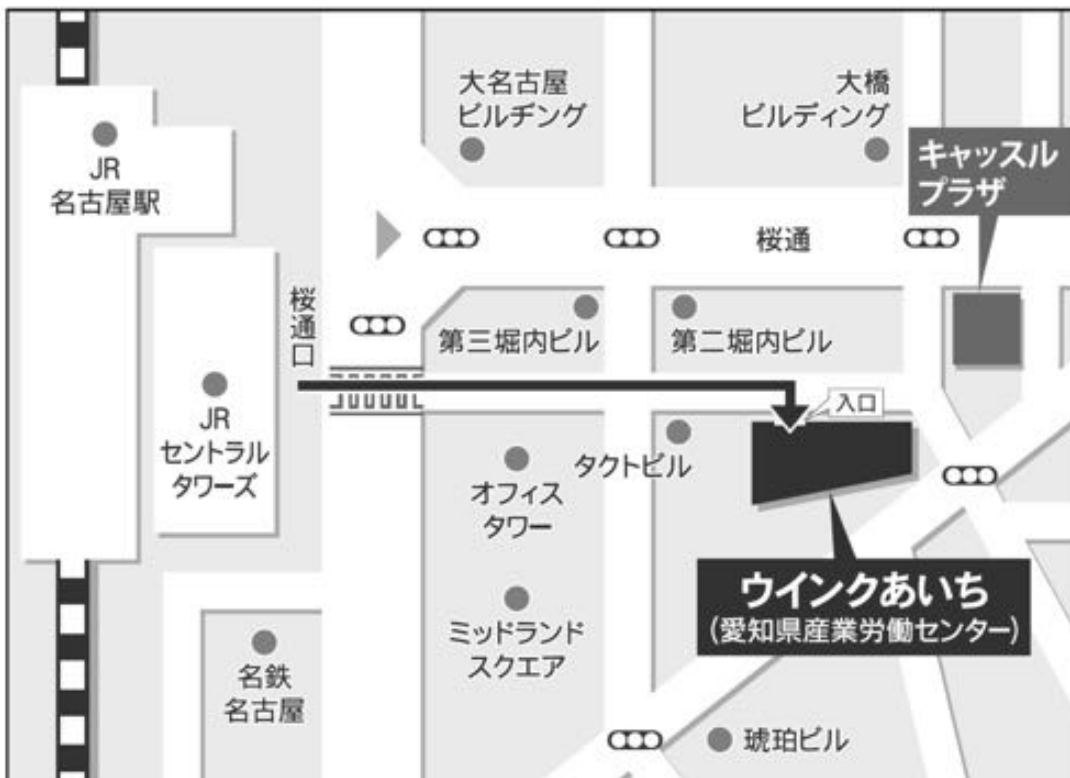 大名古屋
ビルヂング
大橋
ビルディング
JR
名古屋駅
キャッスル
プラザ
桜通
桜通口
第三堀内ビル
第二堀内ビル
入口
JR
セントラル
タワーズ
タクトビル
オフィス
タワー
ウインクあいち
(愛知県産業労働センター)
ミッドランド
スクエア
名鉄
名古屋
琥珀ビル